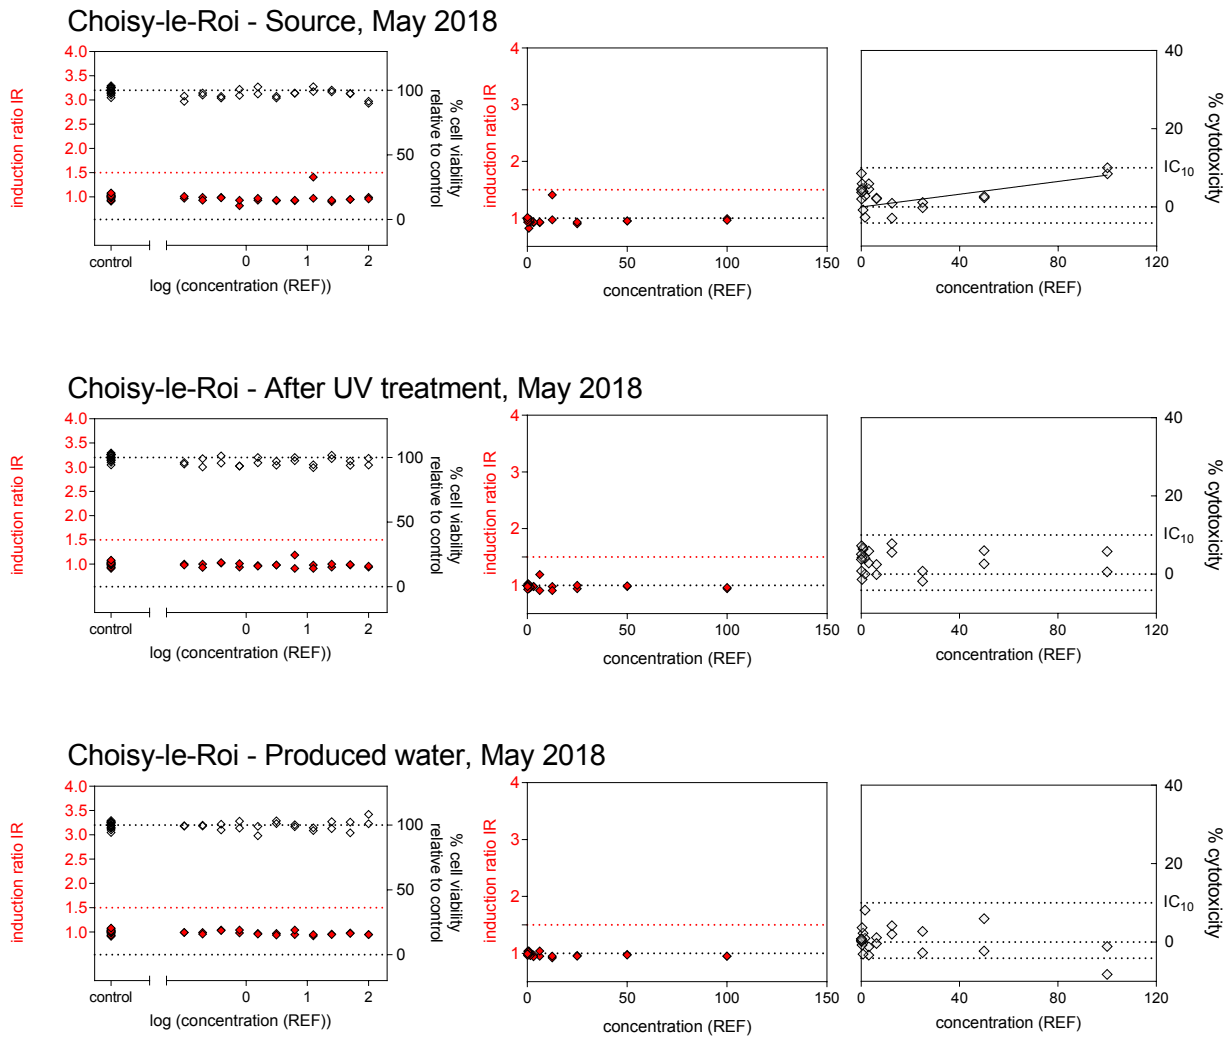 Choisy-le-Roi - Source, May 2018
induction ratio IR
4.0
3.5
3.0
2.5
2.0
1.5
1.0
100
50
0
% cell viability
relative to control
control
0
1
2
log (concentration (REF))
induction ratio IR
4
3
2
1
0
50
100
150
concentration (REF)
40
20
IC10
0
% cytotoxicity
0
40
80
120
concentration (REF)
Choisy-le-Roi - After UV treatment, May 2018
induction ratio IR
4.0
3.5
3.0
2.5
2.0
1.5
1.0
100
50
0
% cell viability
relative to control
control
0
1
2
log (concentration (REF))
induction ratio IR
4
3
2
1
0
50
100
150
concentration (REF)
40
20
IC10
0
% cytotoxicity
0
40
80
120
concentration (REF)
Choisy-le-Roi - Produced water, May 2018
induction ratio IR
4.0
3.5
3.0
2.5
2.0
1.5
1.0
100
50
0
% cell viability
relative to control
control
0
1
2
log (concentration (REF))
induction ratio IR
4
3
2
1
0
50
100
150
concentration (REF)
40
20
IC10
0
% cytotoxicity
0
40
80
120
concentration (REF)